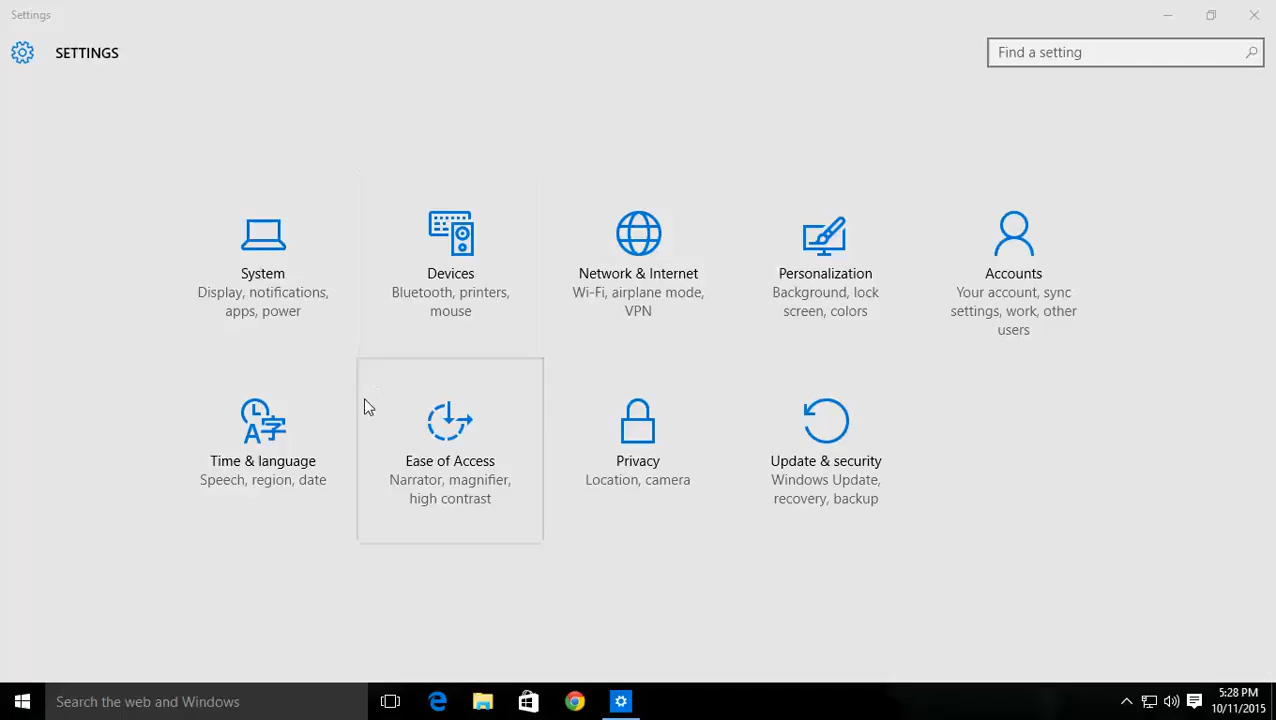 Settings
SETTINGS
Find a setting
System
Display, notifications,
apps, power
Devices
Bluetooth, printers,
mouse
Network & Internet
Wi-Fi, airplane mode,
VPN
Personalization
Background, lock
screen, colors
Accounts
Your account, sync
settings, work, other
users
Time & language
Speech, region, date
Ease of Access
Narrator, magnifier,
high contrast
Privacy
Location, camera
Update & security
Windows Update,
recovery, backup
Search the web and Windows
5:28 PM
10/11/2015